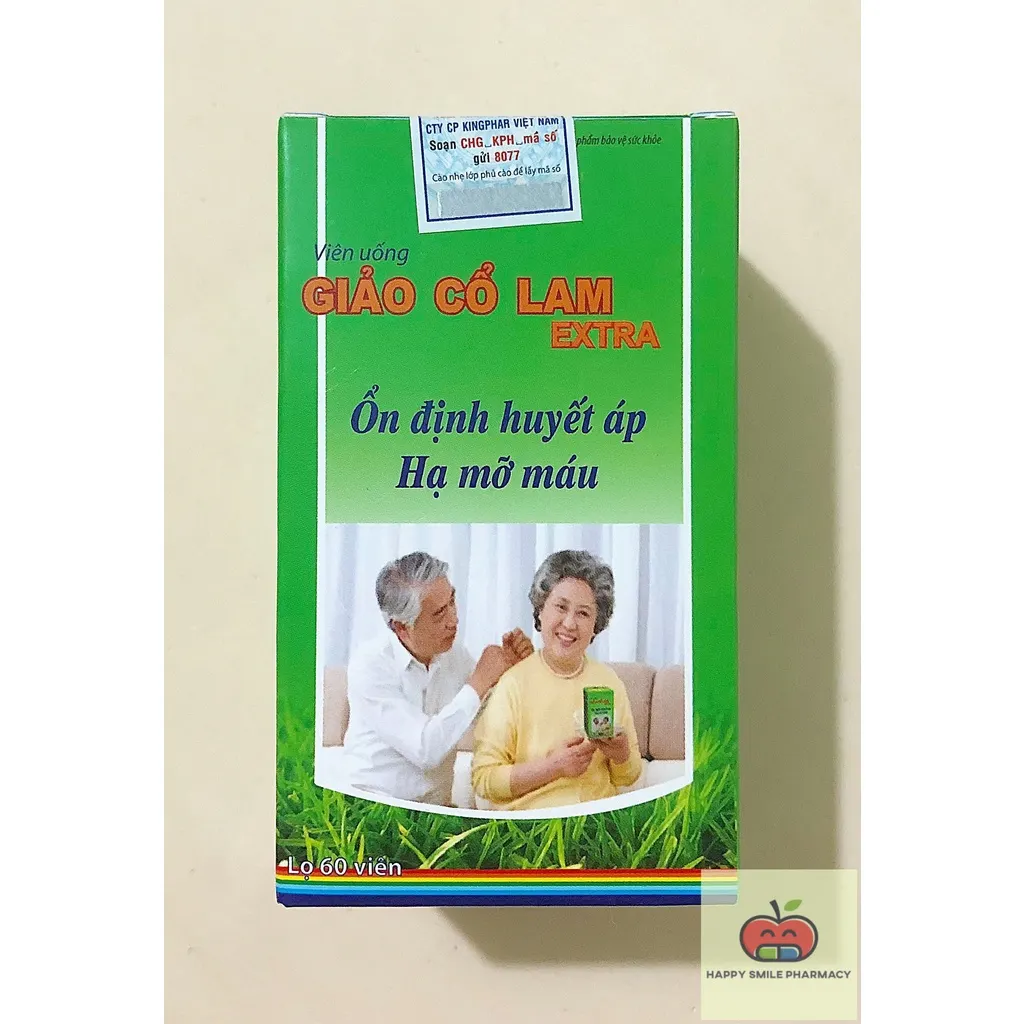 CTY CP KINGPHAR VIỆT NAM
Soạn CHG_KPH_mã số
gửi 8077
Cào nhẹ lớp phủ cào để lấy mã số
phẩm bảo vệ sức khỏe
Viên uống
GIẢO CỔ LAM
EXTRA
Ổn định huyết áp
Hạ mỡ máu
Lọ 60 viên
HAPPY SMILE PHARMACY